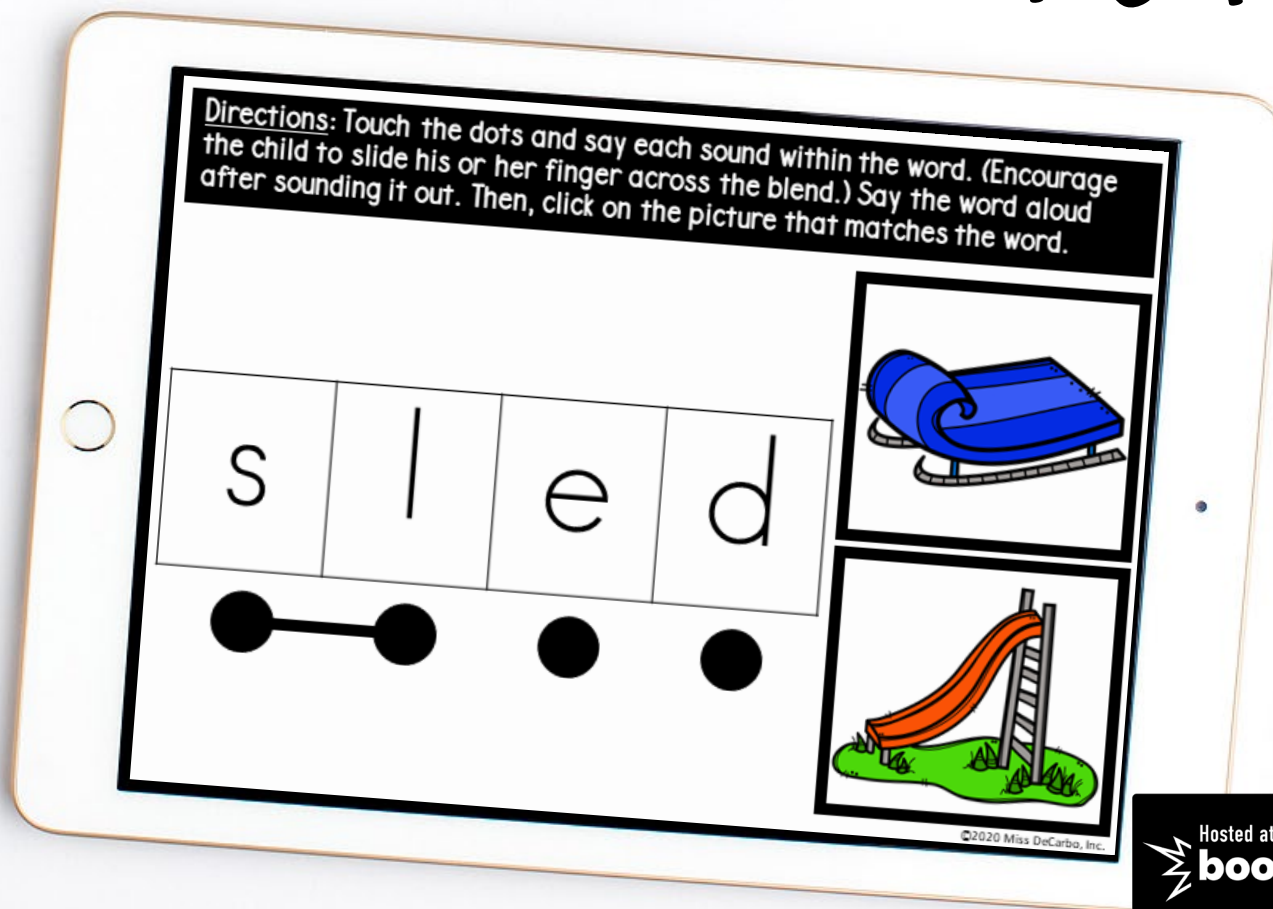 Directions: Touch the dots and say each sound within the word. (Encourage
the child to slide his or her finger across the blend.) Say the word aloud
after sounding it out. Then, click on the picture that matches the word.
s l e d
©2020 Miss DeCarbo, Inc.
Hosted at
boo